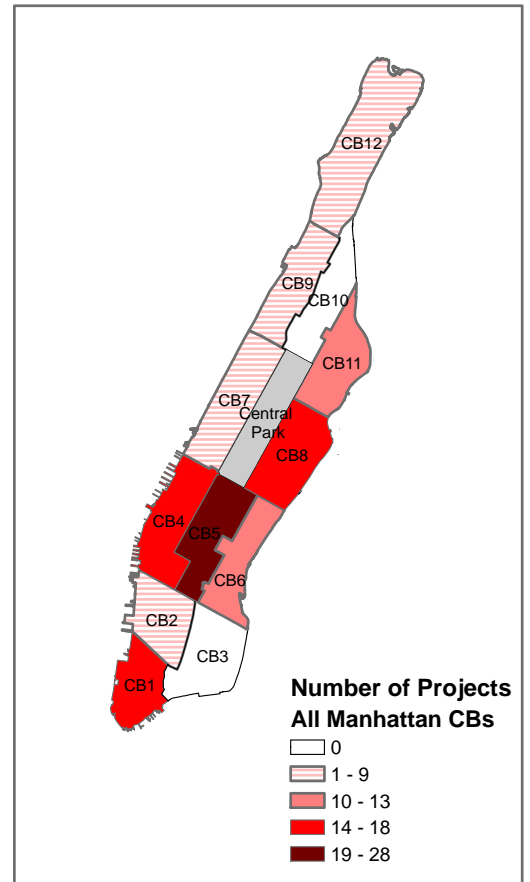 CB12
CB9
CB10
CB11
CB7
Central
Park
CB8
CB4
CB5
CB6
CB2
CB3
CB1
Number of Projects
All Manhattan CBs
0
1 - 9
10 - 13
14 - 18
19 - 28